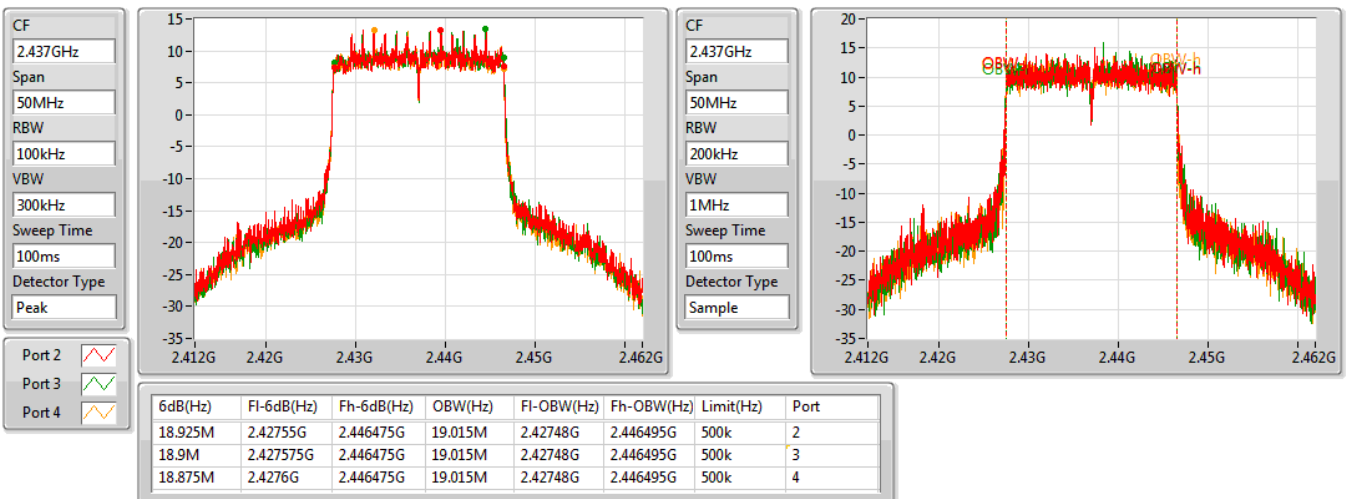 CF
2.437GHz
Span
50MHz
RBW
100kHz
VBW
300kHz
Sweep Time
100ms
Detector Type
Peak
15
10
5
0
-5
-10
-15
-20
-25
-30
-35
2.412G 2.42G 2.43G 2.44G 2.45G 2.462G
CF
2.437GHz
Span
50MHz
RBW
200kHz
VBW
1MHz
Sweep Time
100ms
Detector Type
Sample
20
15
10
5
0
-5
-10
-15
-20
-25
-30
-35
OBW-h
2.412G 2.42G 2.43G 2.44G 2.45G 2.462G
Port 2
Port 3
Port 4
6dB(Hz) Fl-6dB(Hz) Fh-6dB(Hz) OBW(Hz) Fl-OBW(Hz) Fh-OBW(Hz) Limit(Hz) Port
18.925M 2.42755G 2.446475G 19.015M 2.42748G 2.446495G 500k 2
18.9M 2.427575G 2.446475G 19.015M 2.42748G 2.446495G 500k 3
18.875M 2.4276G 2.446475G 19.015M 2.42748G 2.446495G 500k 4